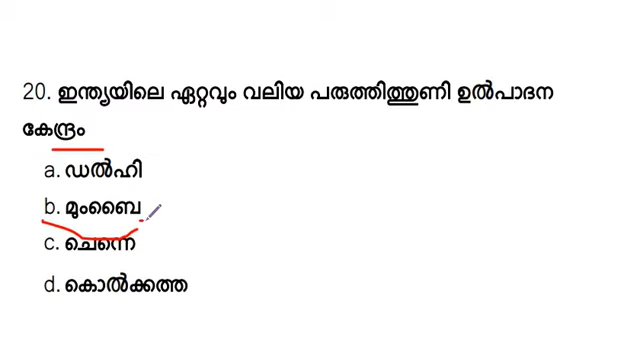 20. ഇന്ത്യയിലെ ഏറ്റവും വലിയ പരുത്തിത്തുണി ഉൽപാദന
കേന്ദ്രം
a. ഡൽഹി
b. മുംബൈ
c. ചെന്നൈ
d. കൊൽക്കത്ത